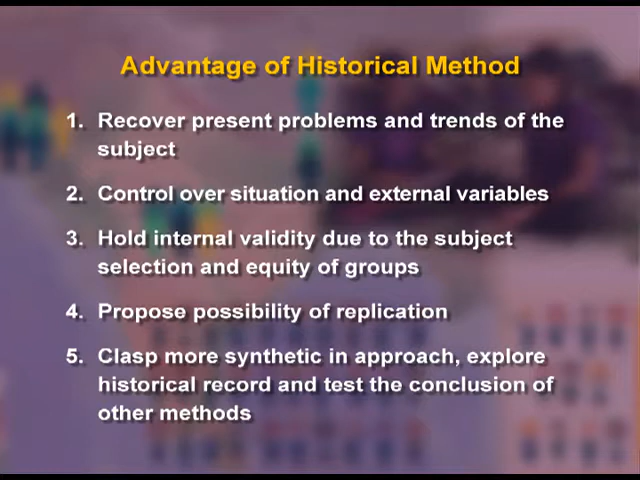 Advantage of Historical Method
1. Recover present problems and trends of the
subject
2. Control over situation and external variables
3. Hold internal validity due to the subject
selection and equity of groups
4. Propose possibility of replication
5. Clasp more synthetic in approach, explore
historical record and test the conclusion of
other methods